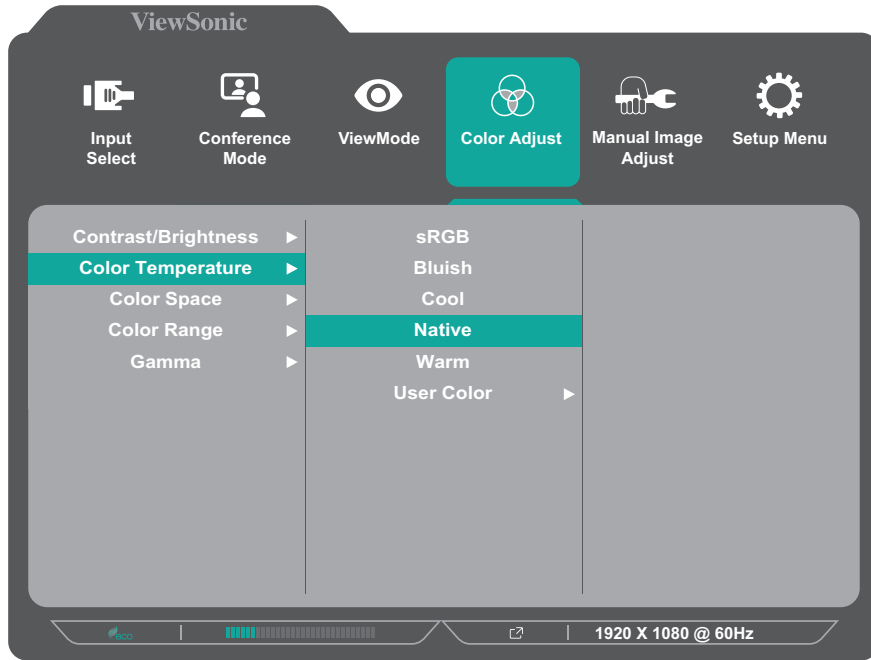 ViewSonic
Input
Select
Conference
Mode
ViewMode
Color Adjust
Manual Image
Adjust
Setup Menu
Contrast/Brightness
Color Temperature
Color Space
Color Range
Gamma
sRGB
Bluish
Cool
Native
Warm
User Color
eco
1920 X 1080 @ 60Hz